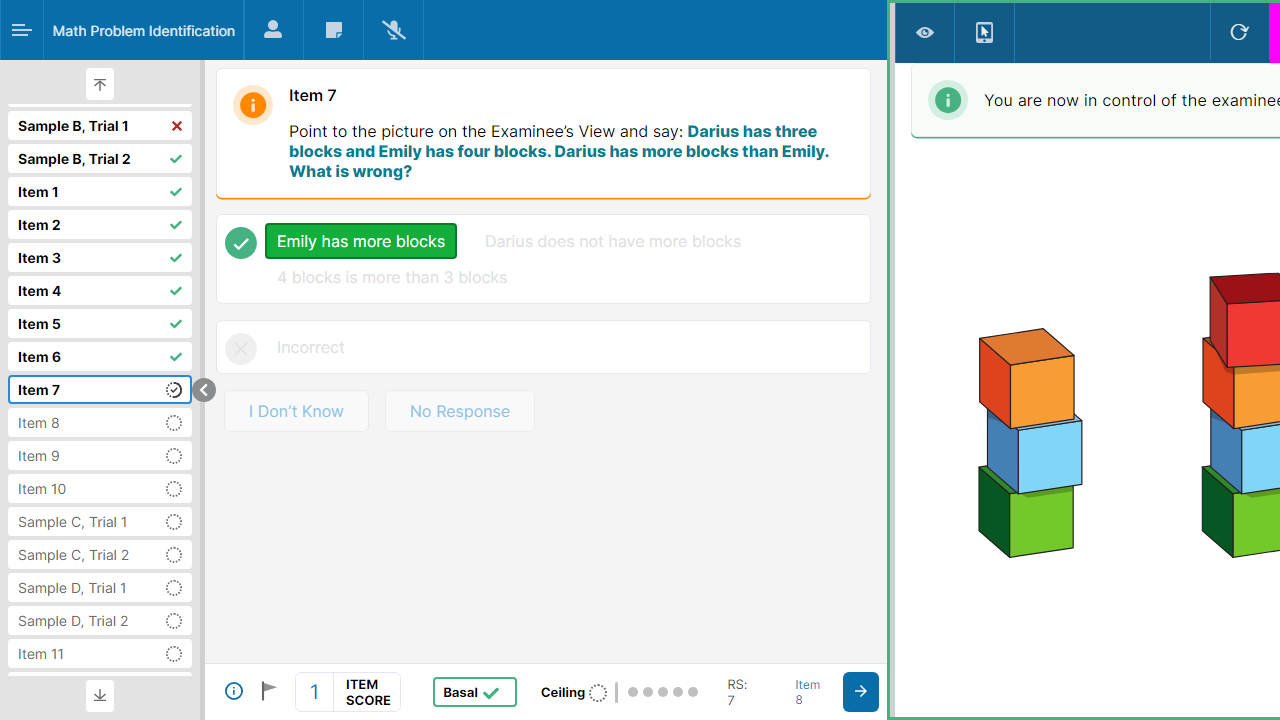 Math Problem Identification
Sample B, Trial 1
Sample B, Trial 2
Item 1
Item 2
Item 3
Item 4
Item 5
Item 6
Item 7
Item 8
Item 9
Item 10
Sample C, Trial 1
Sample C, Trial 2
Sample D, Trial 1
Sample D, Trial 2
Item 11
Item 7
Point to the picture on the Examinee’s View and say: Darius has three
blocks and Emily has four blocks. Darius has more blocks than Emily.
What is wrong?
Emily has more blocks
Darius does not have more blocks
4 blocks is more than 3 blocks
Incorrect
I Don’t Know
No Response
1
ITEM
SCORE
Basal
Ceiling
RS:
7
Item
8
You are now in control of the examinee